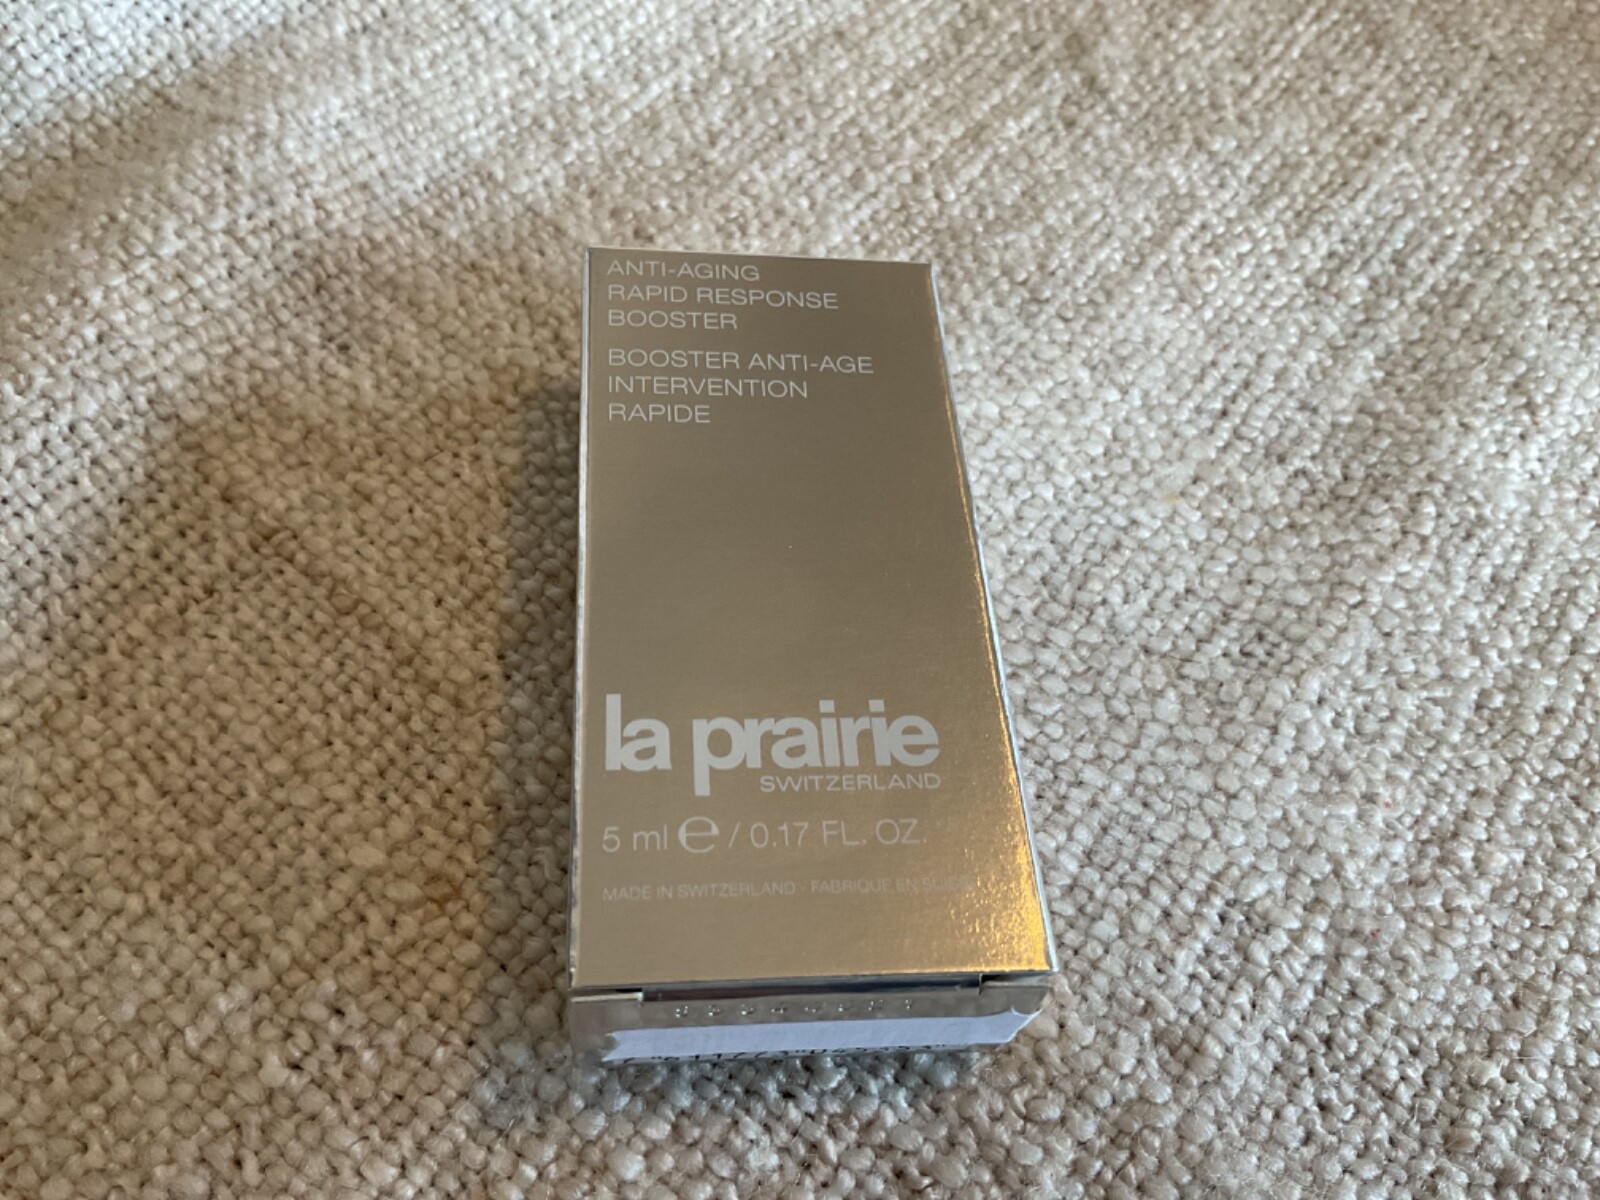 ANTI-AGING
RAPID RESPONSE
BOOSTER
BOOSTER ANTI-AGE
INTERVENTION
RAPIDE
la prairie
SWITZERLAND
5 ml ℮ / 0.17 FL. OZ.
MADE IN SWITZERLAND - FABRIQUE EN SUISSE